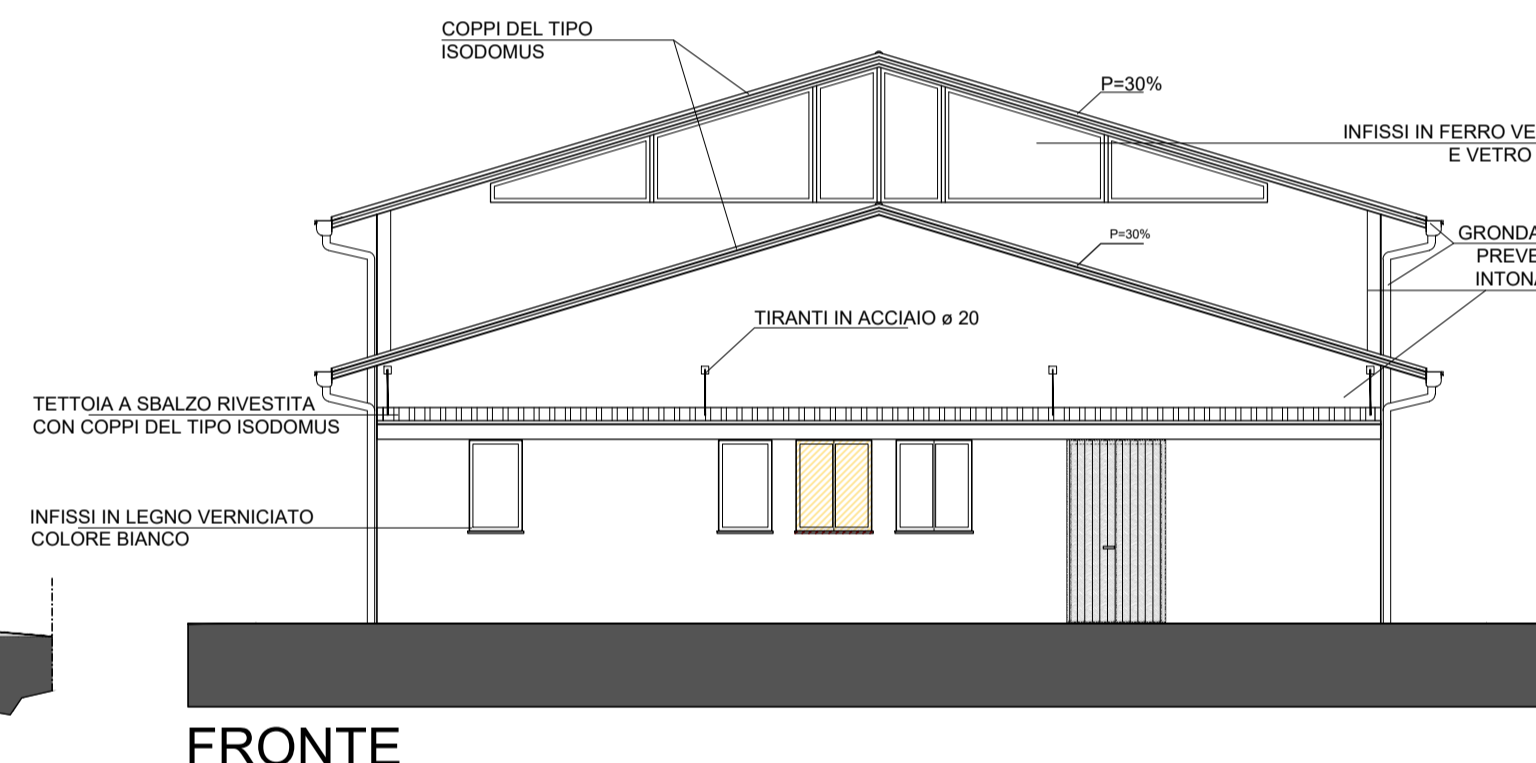 COPPI DEL TIPO
ISODOMUS
P=30%
INFISSI IN FERRO VE
E VETRO
P=30%
GRONDA
PREVE
INTONA
TIRANTI IN ACCIAIO ø 20
TETTOIA A SBALZO RIVESTITA
CON COPPI DEL TIPO ISODOMUS
INFISSI IN LEGNO VERNICIATO
COLORE BIANCO
FRONTE